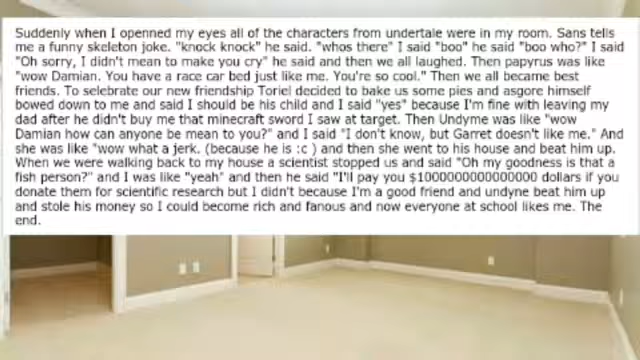 Suddenly when I openned my eyes all of the characters from undertale were in my room. Sans tells
me a funny skeleton joke. "knock knock" he said. "whos there" I said "boo" he said "boo who?" I said
"Oh sorry, I didn't mean to make you cry" he said and then we all laughed. Then papyrus was like
"wow Damian. You have a race car bed just like me. You're so cool." Then we all became best
friends. To selebrate our new friendship Toriel decided to bake us some pies and asgore himself
bowed down to me and said I should be his child and I said "yes" because I'm fine with leaving my
dad after he didn't buy me that minecraft sword I saw at target. Then Undyme was like "wow
Damian how can anyone be mean to you?" and I said "I don't know, but Garret doesn't like me." And
she was like "wow what a jerk. (because he is :c ) and then she went to his house and beat him up.
When we were walking back to my house a scientist stopped us and said "Oh my goodness is that a
fish person?" and I was like "yeah" and then he said "I'll pay you $1000000000000000 dollars if you
donate them for scientific research but I didn't because I'm a good friend and undyne beat him up
and stole his money so I could become rich and fanous and now everyone at school likes me. The
end.